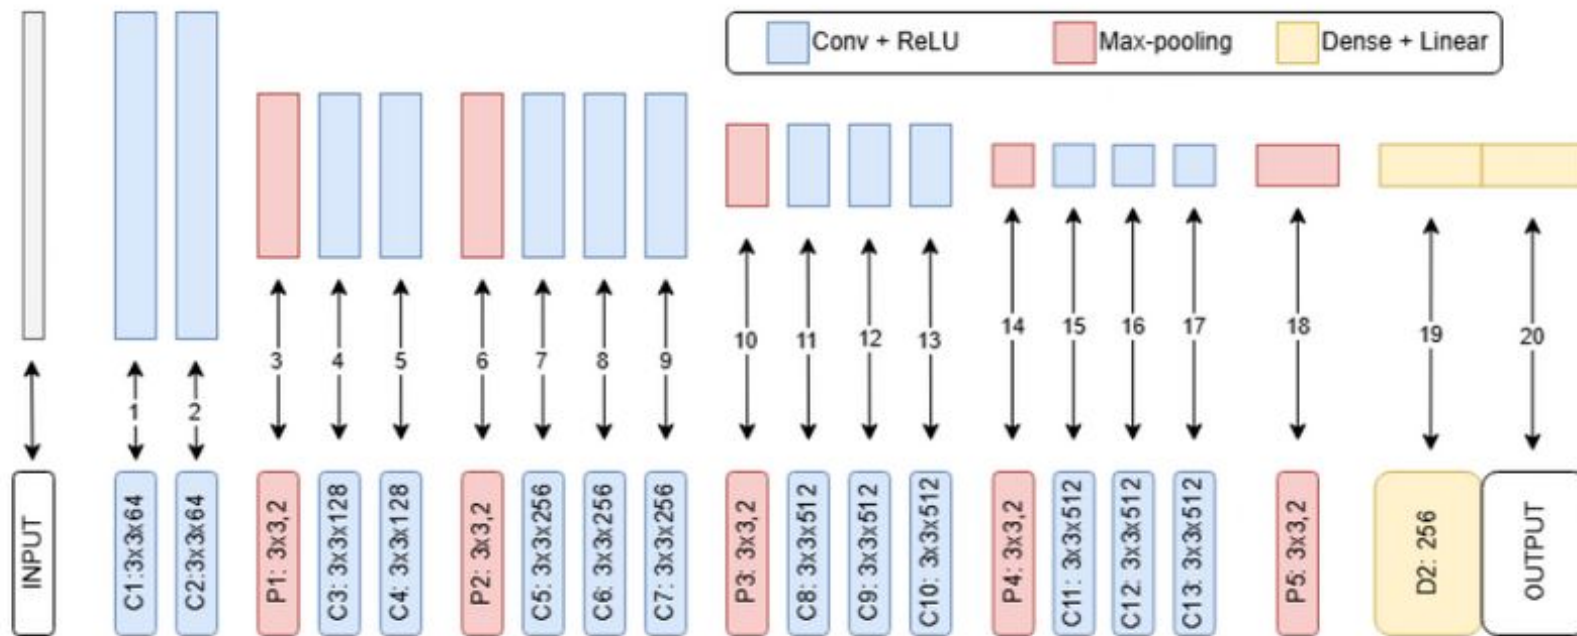 Conv + ReLU
Max-pooling
Dense + Linear
1
2
3
4
5
6
7
8
9
10
11
12
13
14
15
16
17
18
19
20
INPUT
C1:3x3x64
C2:3x3x64
P1: 3x3,2
C3: 3x3x128
C4: 3x3x128
P2: 3x3,2
C5: 3x3x256
C6: 3x3x256
C7: 3x3x256
P3: 3x3,2
C8: 3x3x512
C9: 3x3x512
C10: 3x3x512
P4: 3x3,2
C11: 3x3x512
C12: 3x3x512
C13: 3x3x512
P5: 3x3,2
D2: 256
OUTPUT